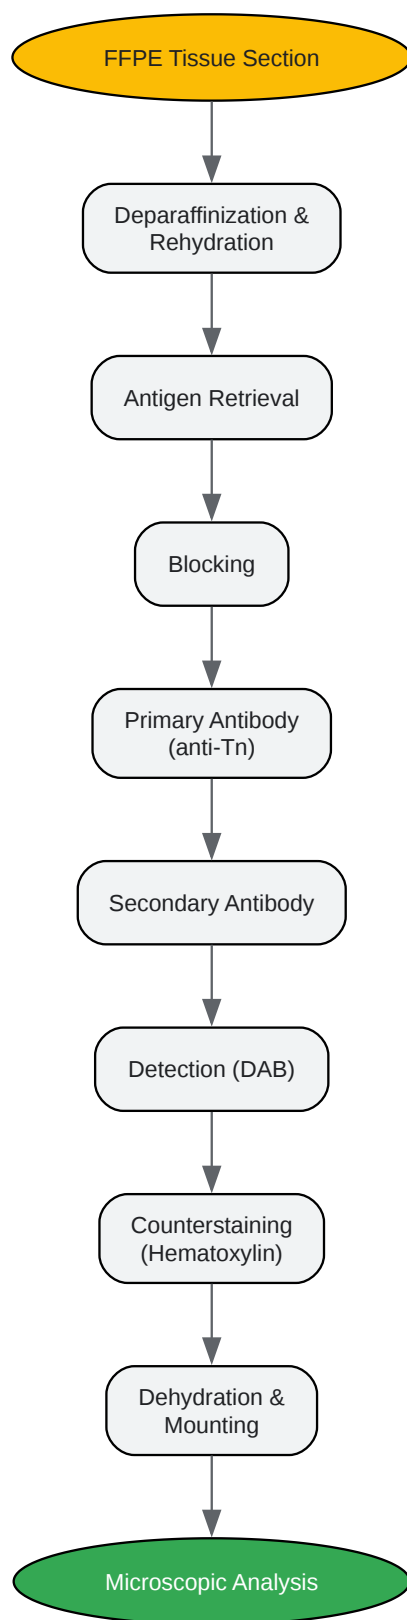 FFPE Tissue Section
Deparaffinization &
Rehydration
Antigen Retrieval
Blocking
Primary Antibody
(anti-Tn)
Secondary Antibody
Detection (DAB)
Counterstaining
(Hematoxylin)
Dehydration &
Mounting
Microscopic Analysis